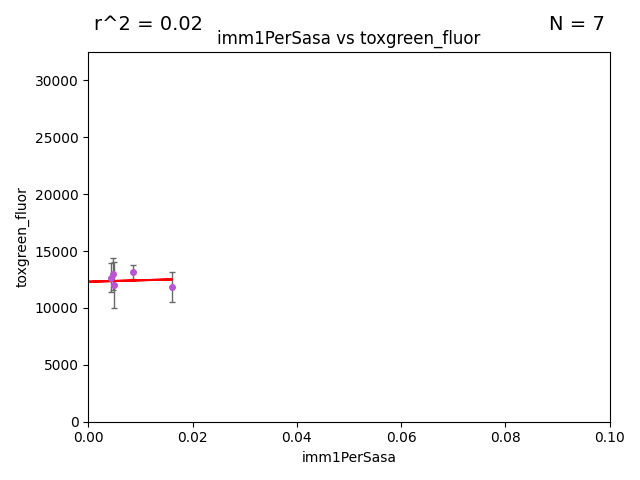 r^2 = 0.02
N = 7
imm1PerSasa vs toxgreen_fluor
30000
25000
20000
15000
10000
5000
0
toxgreen_fluor
0.00 0.02 0.04 0.06 0.08 0.10
imm1PerSasa